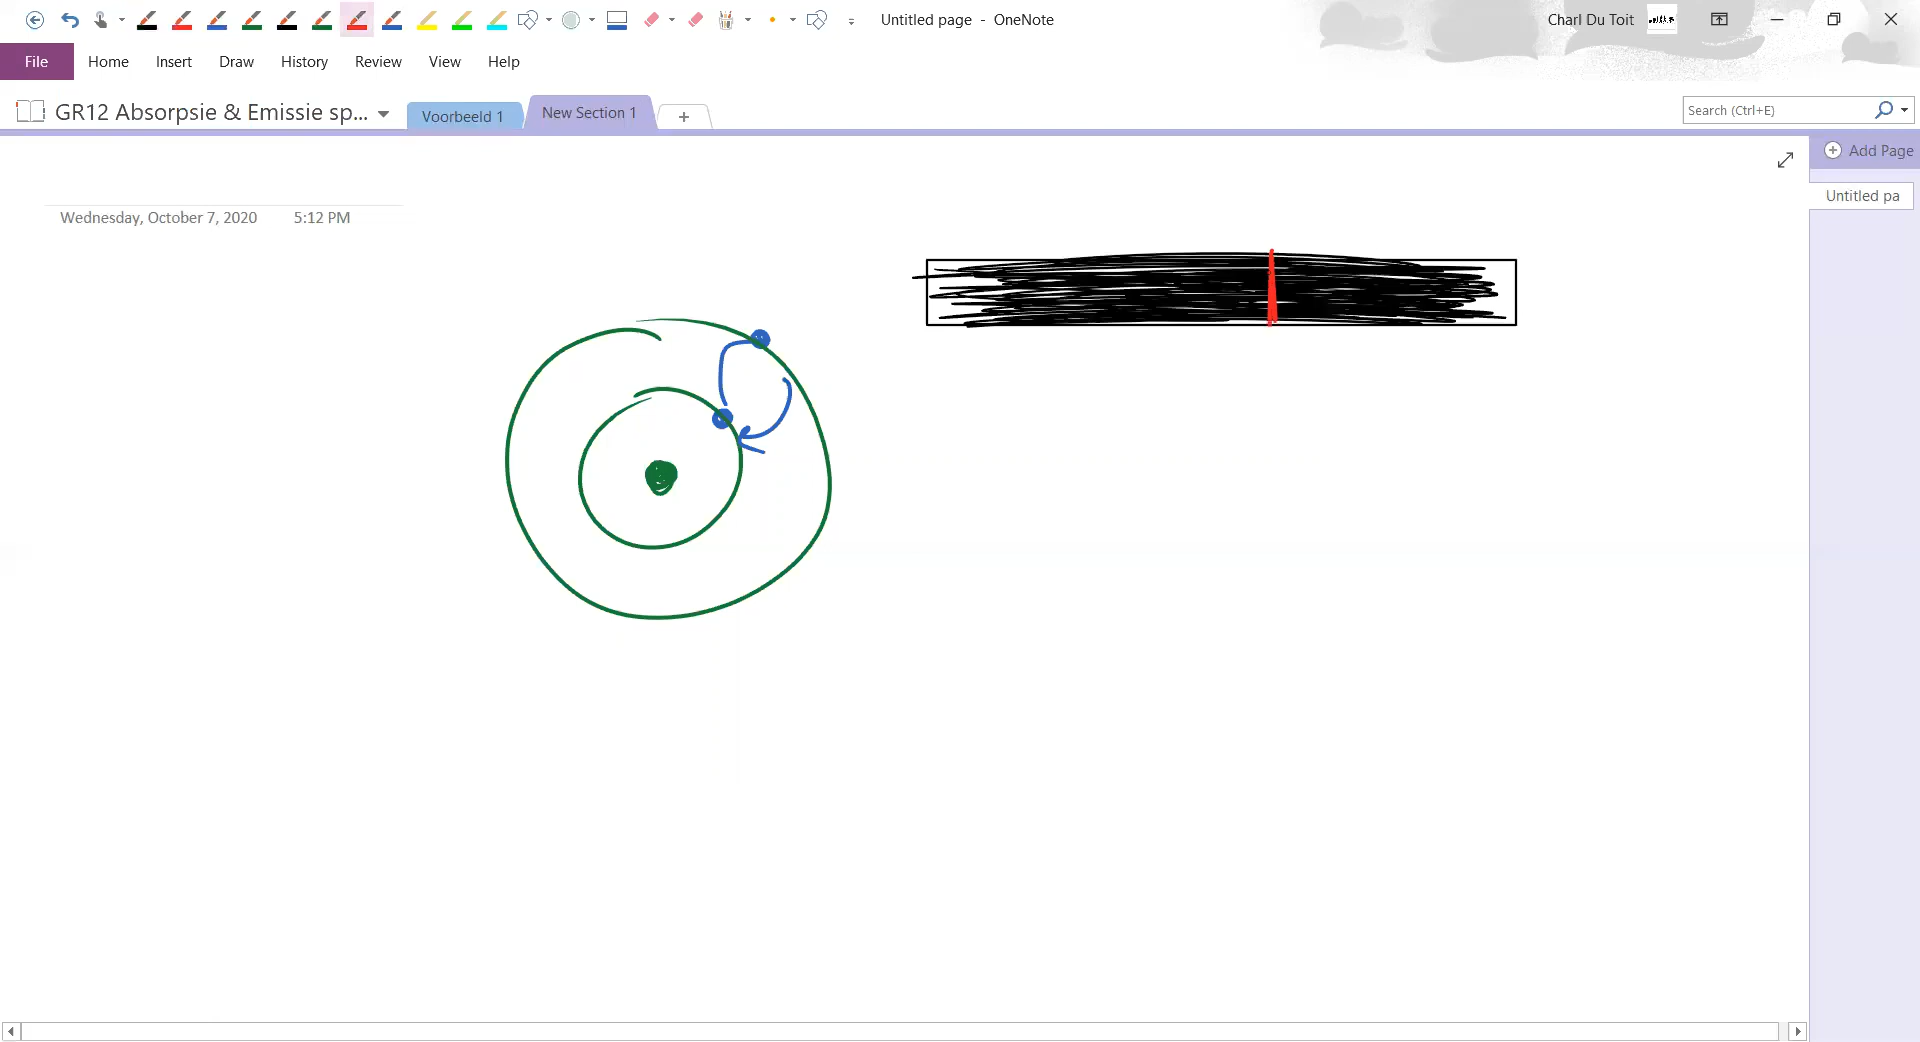 Untitled page - OneNote
Charl Du Toit
File Home Insert Draw History Review View Help
GR12 Absorpsie & Emissie sp...
Voorbeeld 1
New Section 1
Search (Ctrl+E)
Add Page
Untitled pa
Wednesday, October 7, 2020 5:12 PM